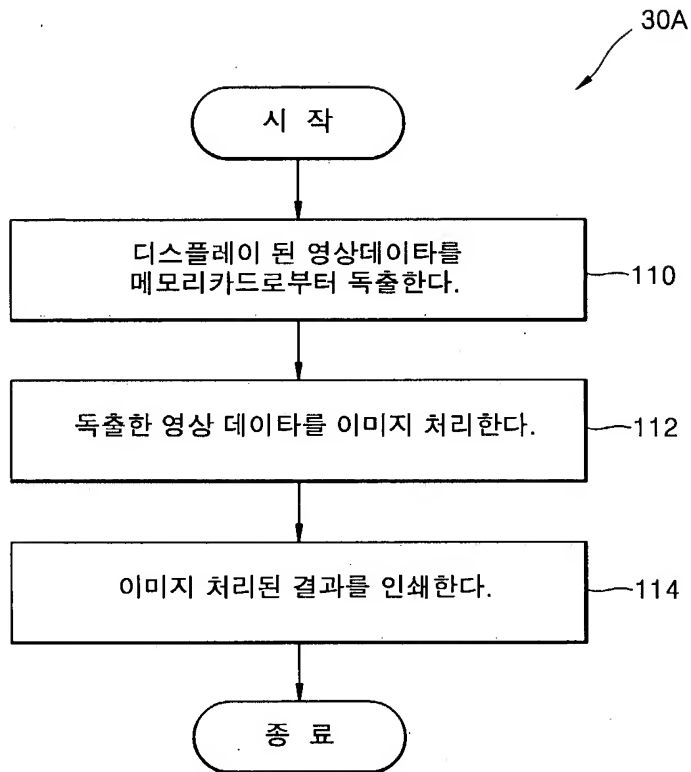 30A
시 작
디스플레이 된 영상데이타를
메모리카드로부터 독출한다.
110
독출한 영상 데이타를 이미지 처리한다.
112
이미지 처리된 결과를 인쇄한다.
114
종 료